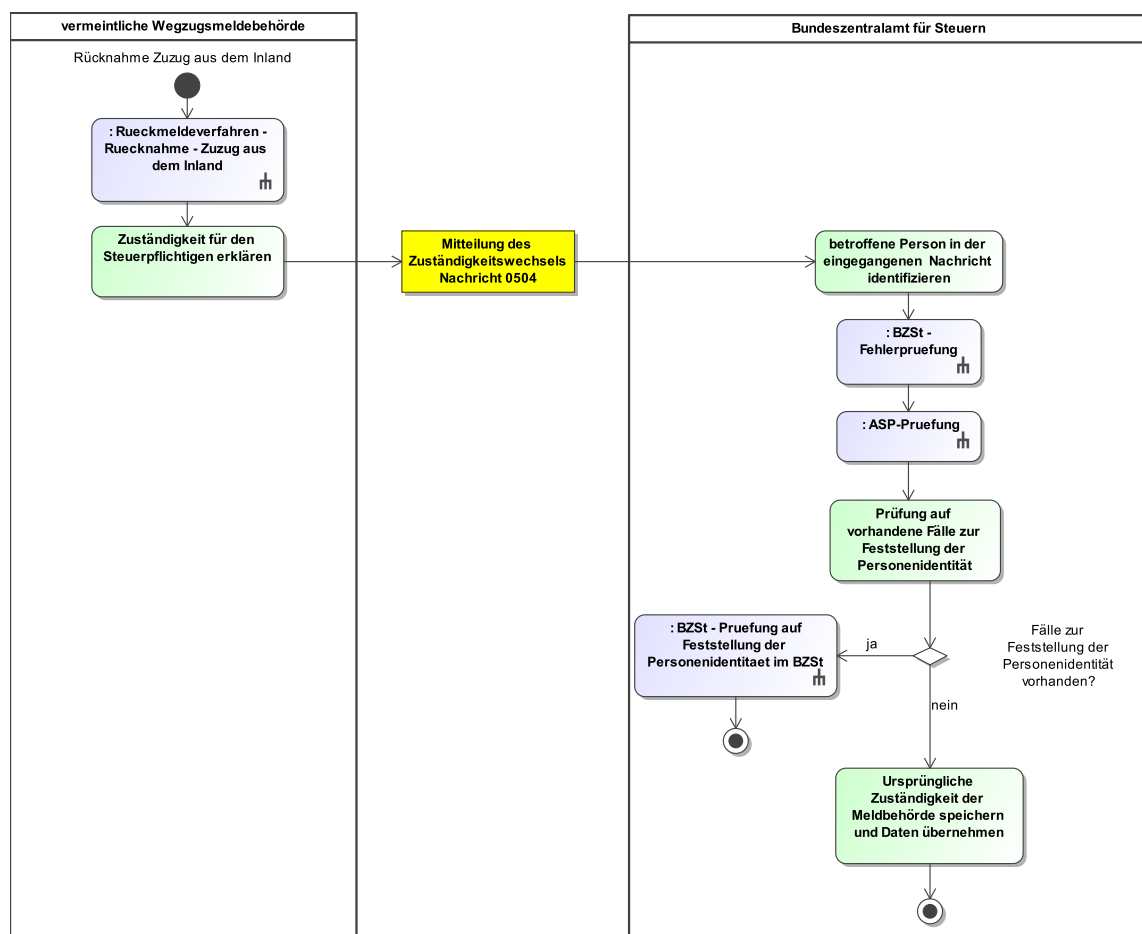 vermeintliche Wegzugsmeldebehörde
Rücknahme Zuzug aus dem Inland
: Rueckmeldeverfahren -
Ruecknahme - Zuzug aus
dem Inland
Zuständigkeit für den
Steuerpflichtigen erklären
Mitteilung des
Zuständigkeitswechsels
Nachricht 0504
Bundeszentralamt für Steuern
betroffene Person in der
eingegangenen Nachricht
identifizieren
: BZSt -
Fehlerpruefung
: ASP-Pruefung
Prüfung auf
vorhandene Fälle zur
Feststellung der
Personenidentität
Fälle zur
Feststellung der
Personenidentität
vorhanden?
ja
: BZSt - Pruefung auf
Feststellung der
Personenidentitaet im BZSt
nein
Ursprüngliche
Zuständigkeit der
Meldbehörde speichern
und Daten übernehmen